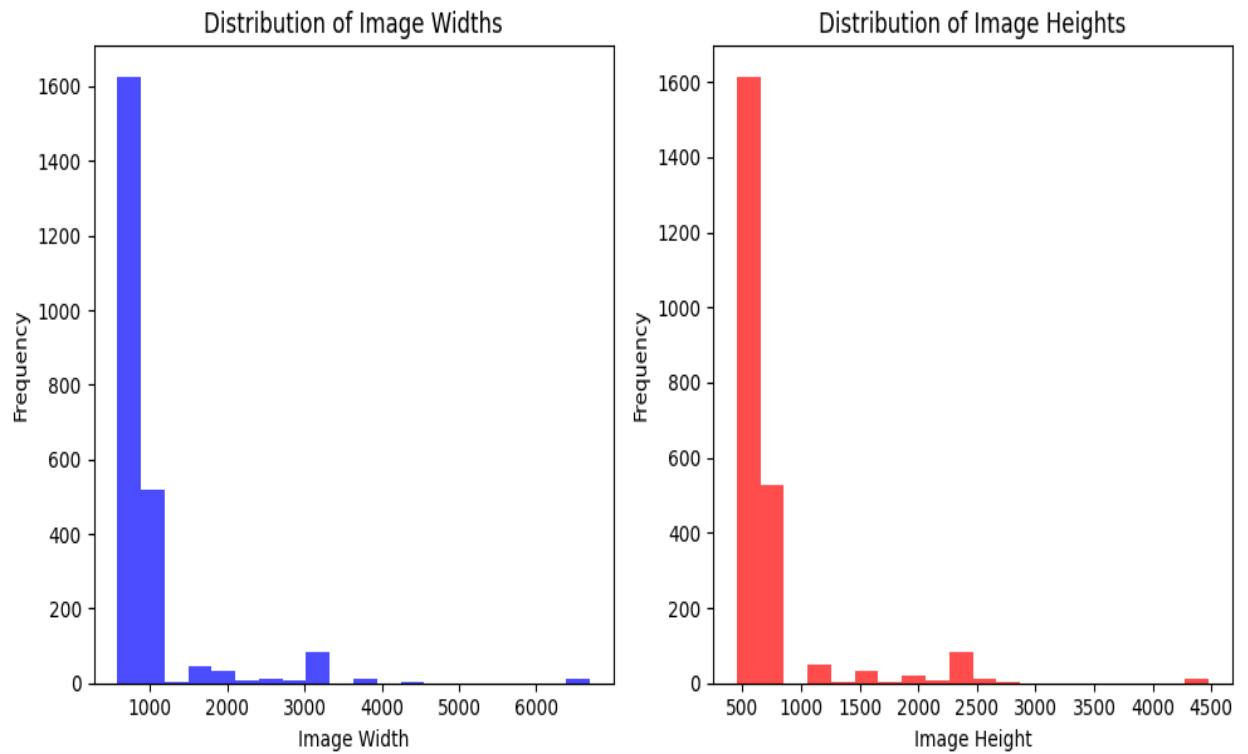 Distribution of Image Widths
1600
1400
1200
1000
800
600
400
200
0
Frequency
1000 2000 3000 4000 5000 6000
Image Width
Distribution of Image Heights
1600
1400
1200
1000
800
600
400
200
0
Frequency
500 1000 1500 2000 2500 3000 3500 4000 4500
Image Height